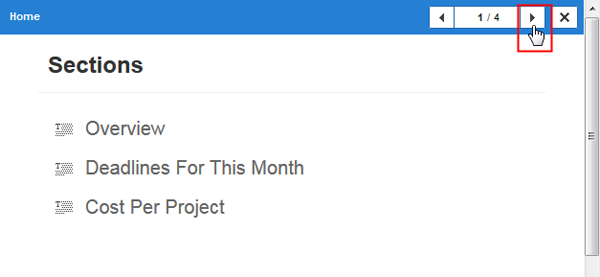 Home
1 / 4
Sections
Overview
Deadlines For This Month
Cost Per Project